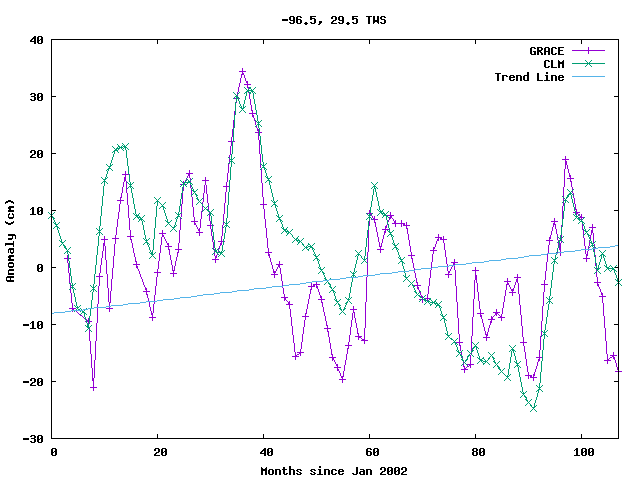 -96.5, 29.5 TWS
GRACE
CLM
Trend Line
40
30
20
10
0
-10
-20
-30
Anomaly (cm)
0 20 40 60 80 100
Months since Jan 2002